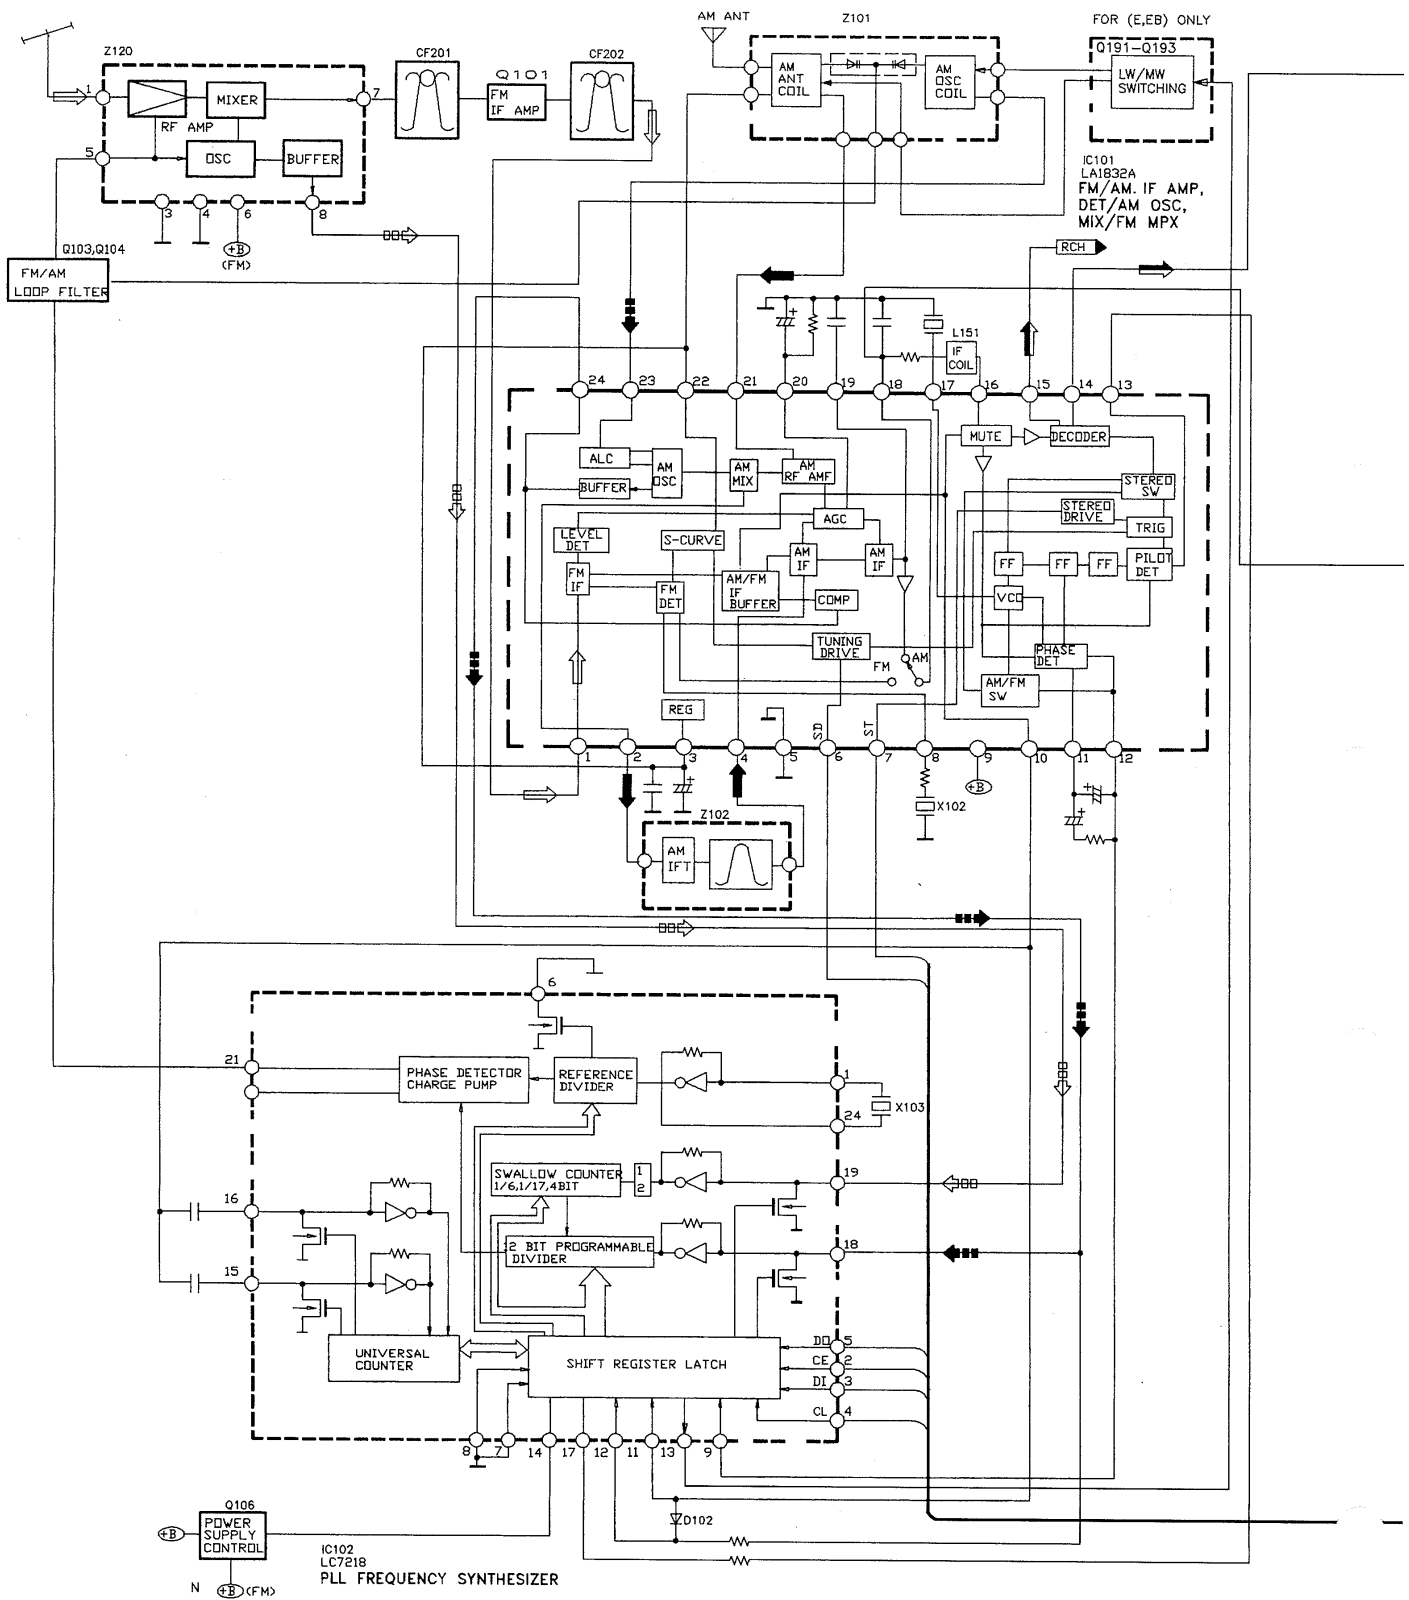 AM ANT
Z101
FOR (E,EB) ONLY
Z120
CF201
CF202
Q101
Q191-Q193
1
MIXER
7
FM
IF AMP
AM
ANT
COIL
AM
OSC
COIL
LW/MW
SWITCHING
RF AMP
5
OSC
BUFFER
3
4
6
8
+B
(FM)
IC101
LA1832A
FM/AM. IF AMP,
DET/AM OSC,
MIX/FM MPX
Q103,Q104
FM/AM
LOOP FILTER
RCH
L151
IF
COIL
24
23
22
21
20
19
18
17
16
15
14
13
MUTE
DECODER
ALC
AM
OSC
BUFFER
AM
MIX
AM
RF AMF
STEREO
SW
STEREO
DRIVE
TRIG
AGC
LEVEL
DET
S-CURVE
AM
IF
AM
IF
FM
IF
FM
DET
AM/FM
IF
BUFFER
COMP
FF
FF
FF
PILOT
DET
VCO
TUNING
DRIVE
FM
AM
PHASE
DET
AM/FM
SW
REG
SD
ST
1
2
3
4
5
6
7
8
9
10
11
12
+B
X102
Z102
AM
IFT
6
21
PHASE DETECTOR
CHARGE PUMP
REFERENCE
DIVIDER
1
24
X103
SWALLOW COUNTER
1/6,1/17,4BIT
1
2
19
16
2 BIT PROGRAMMABLE
DIVIDER
18
15
UNIVERSAL
COUNTER
SHIFT REGISTER LATCH
DO 5
CE 2
DI 3
CL 4
8
7
14
17
12
11
13
9
D102
Q106
+B
POWER
SUPPLY
CONTROL
IC102
LC7218
PLL FREQUENCY SYNTHESIZER
N
+B (FM)